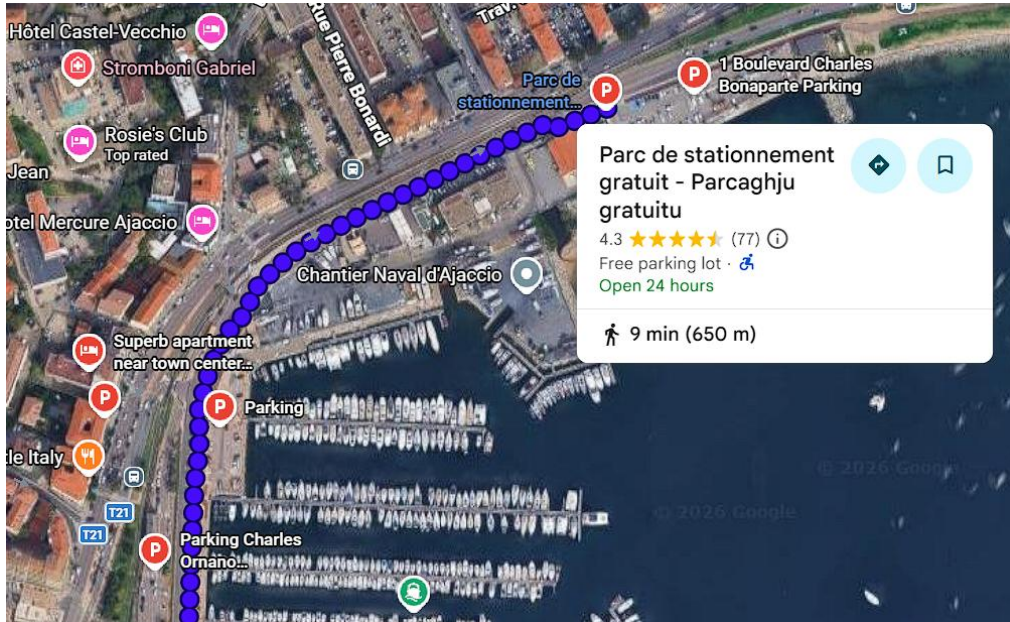 Hôtel Castel-Vecchio
Stromboni Gabriel
Rue Pierre Bonardi
Trav.
Parc de
stationnement...
1 Boulevard Charles
Bonaparte Parking
Rosie's Club
Top rated
Jean
otel Mercure Ajaccio
Chantier Naval d'Ajaccio
Parc de stationnement
gratuit - Parcaghju
gratuitu
4.3 (77)
Free parking lot ·
Open 24 hours
9 min (650 m)
Superb apartment
near town center...
P
P
P
Parking
tle Italy
T21
T21
P
Parking Charles
Ornano...
P
© 2026 Google
© 2026 Google